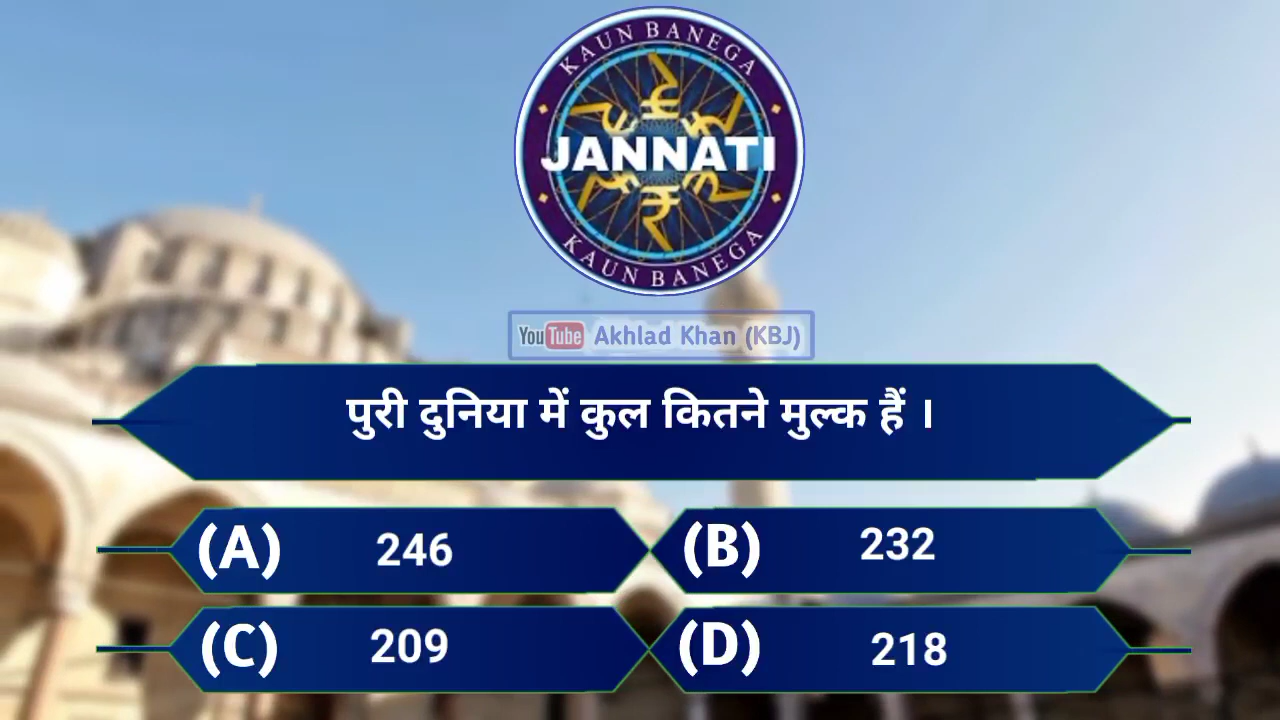 KAUN BANEGA
JANNATI
KAUN BANEGA
YouTube Akhlad Khan (KBJ)
पुरी दुनिया में कुल कितने मुल्क हैं ।
(A) 246
(B) 232
(C) 209
(D) 218